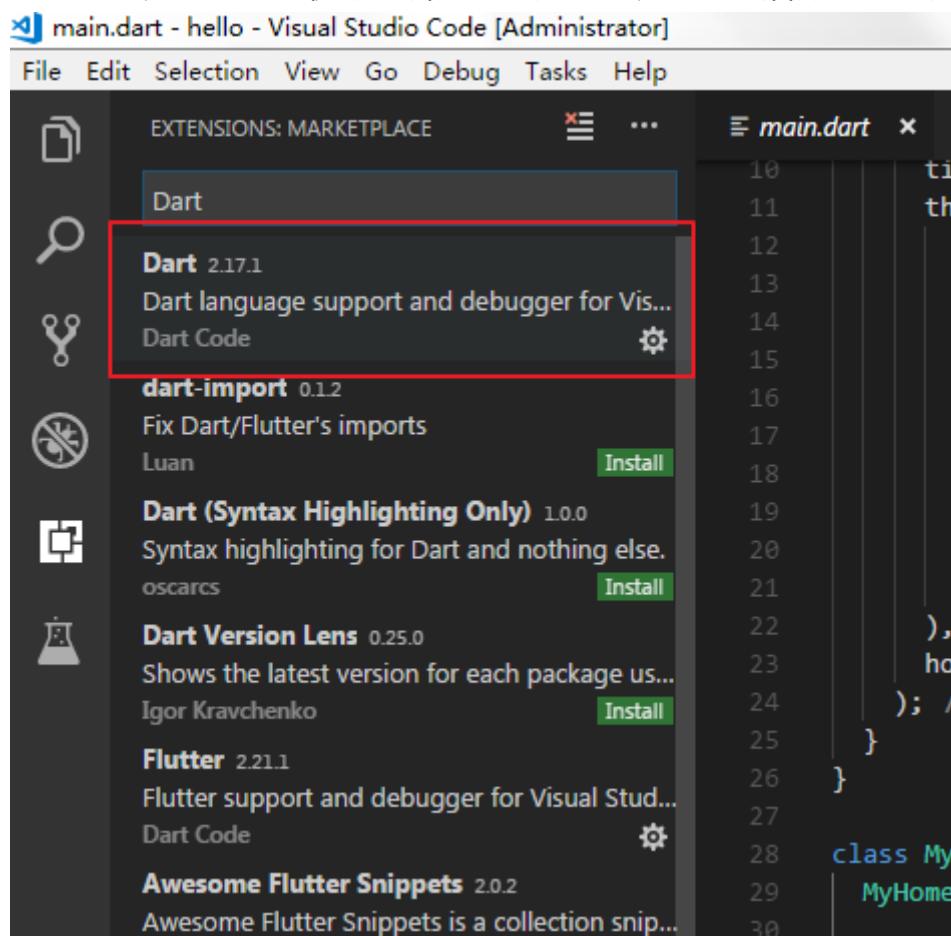 main.dart - hello - Visual Studio Code [Administrator]
File Edit Selection View Go Debug Tasks Help
EXTENSIONS: MARKETPLACE
Dart
Dart 2.17.1
Dart language support and debugger for Vis...
Dart Code
dart-import 0.1.2
Fix Dart/Flutter's imports
Luan Install
Dart (Syntax Highlighting Only) 1.0.0
Syntax highlighting for Dart and nothing else.
oscarcs Install
Dart Version Lens 0.25.0
Shows the latest version for each package us...
Igor Kravchenko Install
Flutter 2.21.1
Flutter support and debugger for Visual Stud...
Dart Code
Awesome Flutter Snippets 2.0.2
Awesome Flutter Snippets is a collection snip...
main.dart ×
10 ti
11 th
12
13
14
15
16
17
18
19
20
21
22 ),
23 ho
24 ); /
25 }
26 }
27
28 class My
29 MyHome
30